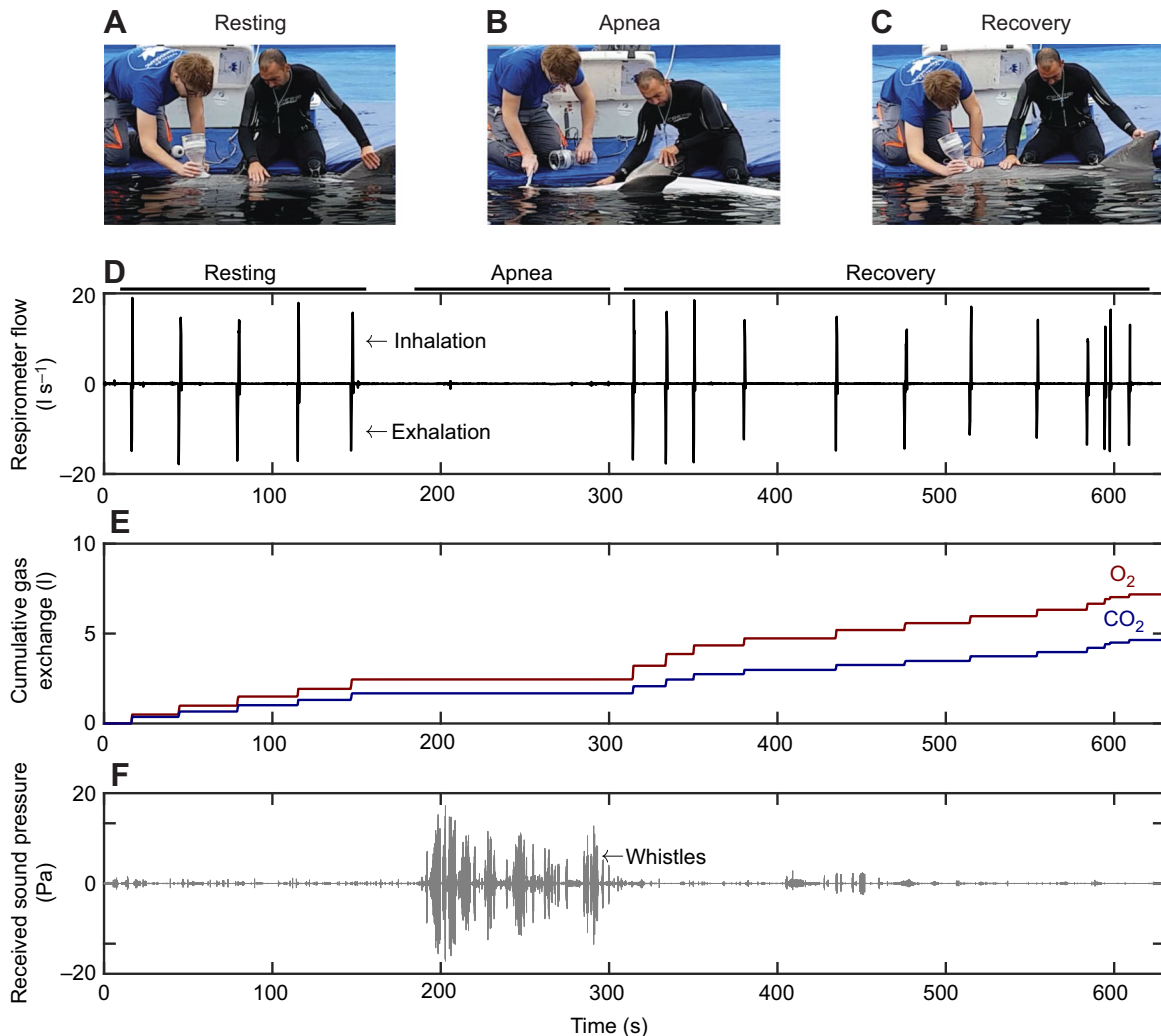 A Resting
B Apnea
C Recovery
D Resting Apnea Recovery
Respirometer flow
(l s⁻¹)
20
0
–20
← Inhalation
← Exhalation
0 100 200 300 400 500 600
E
Cumulative gas
exchange (l)
10
5
0
O₂
CO₂
0 100 200 300 400 500 600
F
Received sound pressure
(Pa)
20
0
–20
← Whistles
0 100 200 300 400 500 600
Time (s)